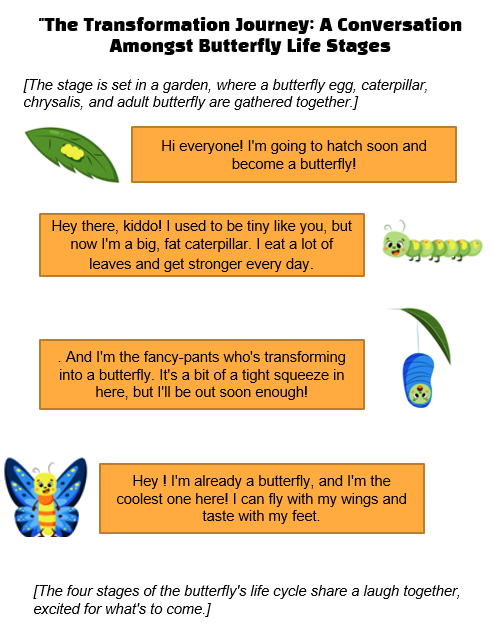 "The Transformation Journey: A Conversation
Amongst Butterfly Life Stages
[The stage is set in a garden, where a butterfly egg, caterpillar,
chrysalis, and adult butterfly are gathered together.]
Hi everyone! I'm going to hatch soon and
become a butterfly!
Hey there, kiddo! I used to be tiny like you, but
now I'm a big, fat caterpillar. I eat a lot of
leaves and get stronger every day.
. And I'm the fancy-pants who's transforming
into a butterfly. It's a bit of a tight squeeze in
here, but I'll be out soon enough!
Hey ! I'm already a butterfly, and I'm the
coolest one here! I can fly with my wings and
taste with my feet.
[The four stages of the butterfly's life cycle share a laugh together,
excited for what's to come.]